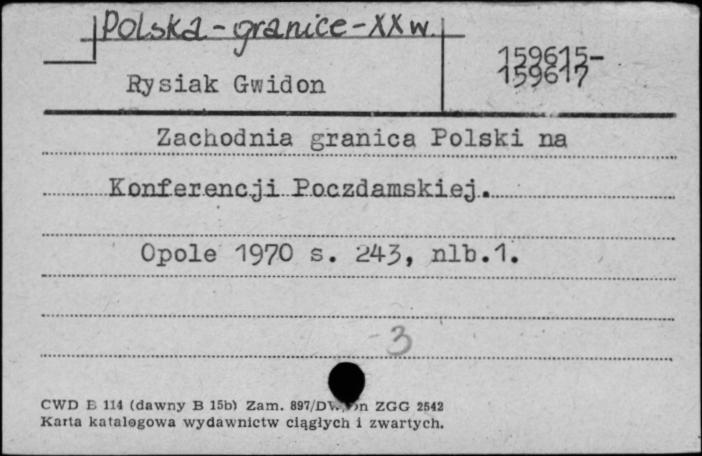 Polska-granice-XXw.
159615-
159617
Rysiak Gwidon
Zachodnia granica Polski na
Konferencji Poczdamskiej.
Opole 1970 s. 243, nlb.1.
-3
CWD B 114 (dawny B 15b) Zam. 897/ ZGG 2542
Karta katalogowa wydawnictw ciągłych i zwartych.